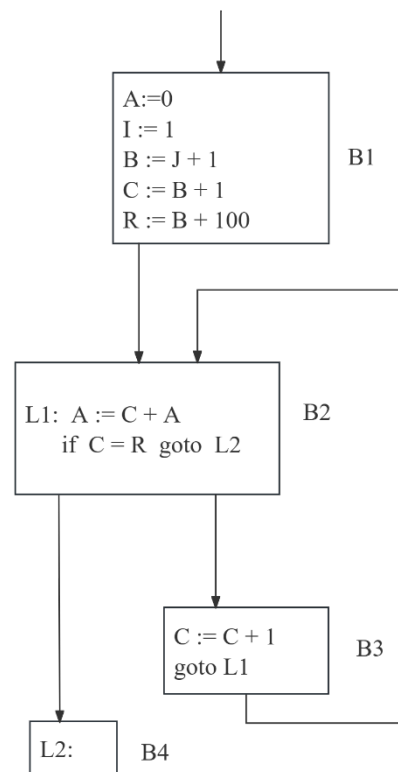 A:=0
I := 1
B := J + 1
C := B + 1
R := B + 100
B1
L1: A := C + A
if C = R goto L2
B2
C := C + 1
goto L1
B3
L2:
B4